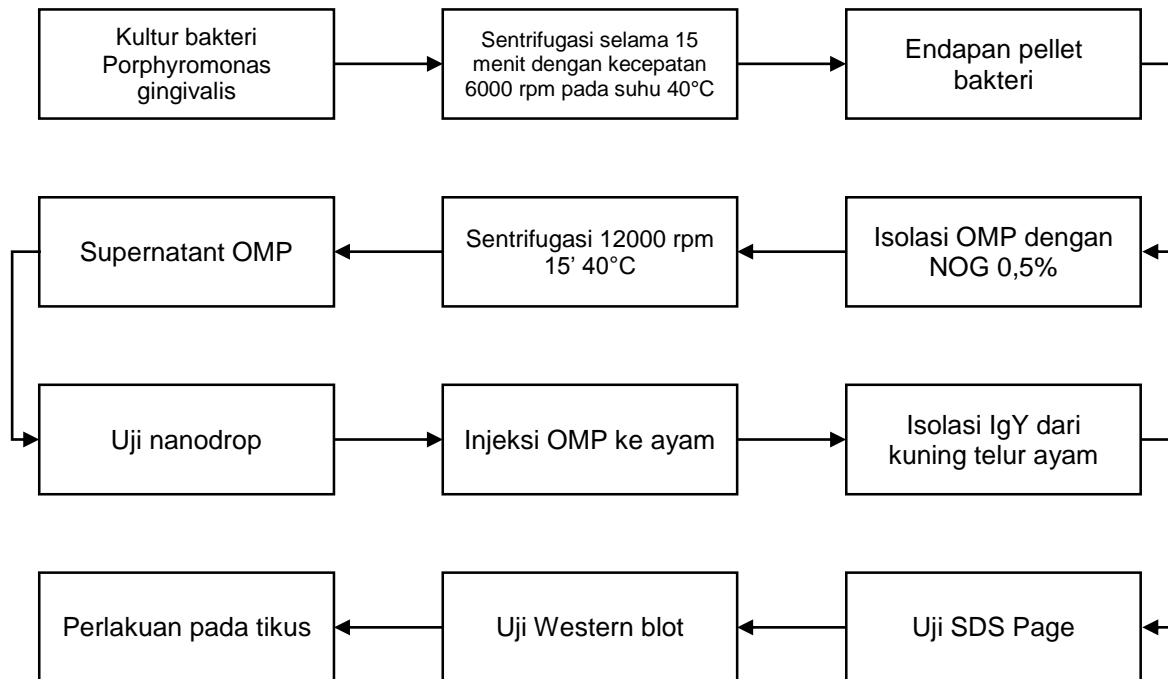 Kultur bakteri
Porphyromonas
gingivalis
Sentrifugasi selama 15
menit dengan kecepatan
6000 rpm pada suhu 40°C
Endapan pellet
bakteri
Isolasi OMP dengan
NOG 0,5%
Sentrifugasi 12000 rpm
15’ 40°C
Supernatant OMP
Uji nanodrop
Injeksi OMP ke ayam
Isolasi IgY dari
kuning telur ayam
Uji SDS Page
Uji Western blot
Perlakuan pada tikus